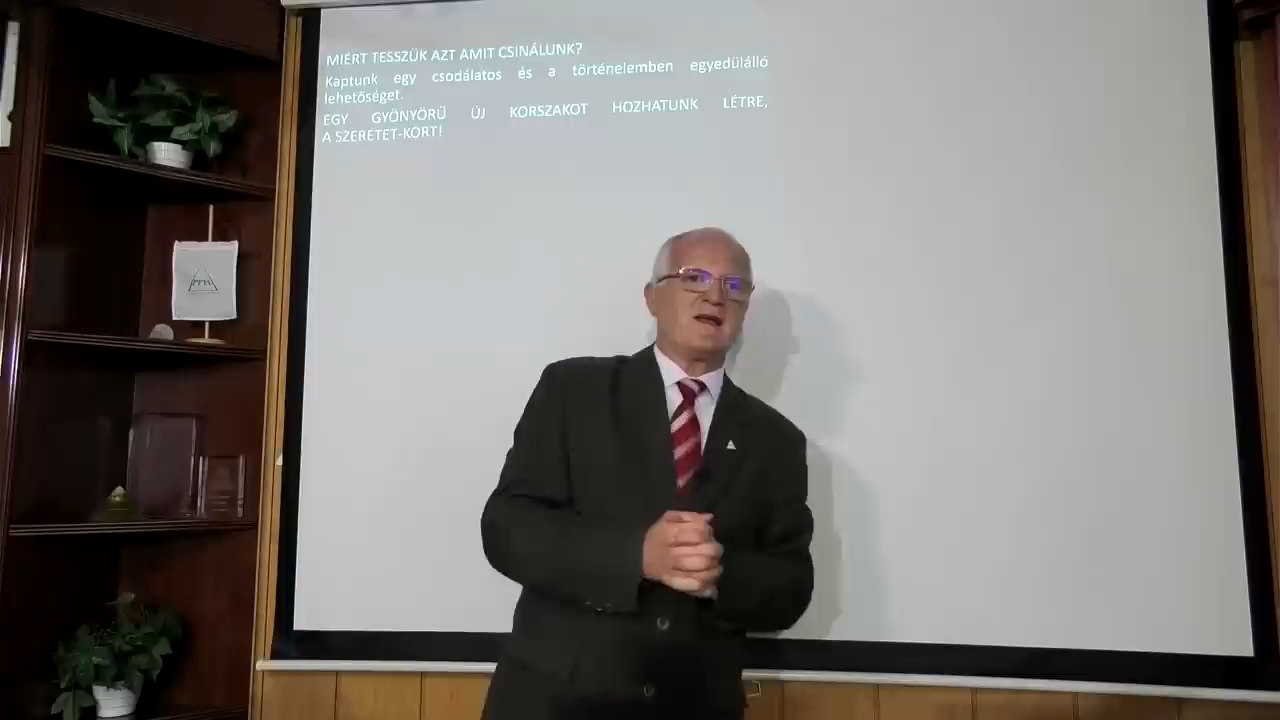 MIÉRT TESSZÜK AZT AMIT CSINÁLUNK?
Kaptunk egy csodálatos és a történelemben egyedülálló
lehetőséget.
EGY GYÖNYÖRŰ ÚJ KORSZAKOT HOZHATUNK LÉTRE,
A SZERETET-KORT!